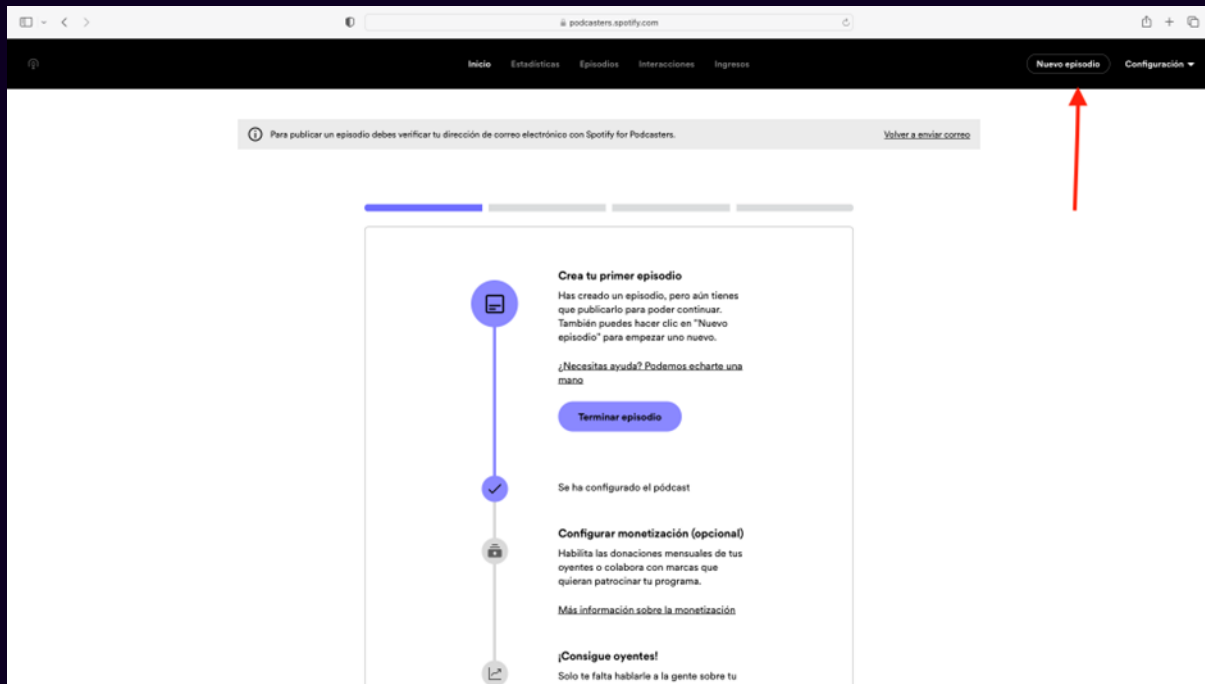 podcasters.spotify.com
Inicio Estadísticas Episodios Interacciones Ingresos Nuevo episodio Configuración
Para publicar un episodio debes verificar tu dirección de correo electrónico con Spotify for Podcasters. Volver a enviar correo
Crea tu primer episodio
Has creado un episodio, pero aún tienes
que publicarlo para poder continuar.
También puedes hacer clic en "Nuevo
episodio" para empezar uno nuevo.
¿Necesitas ayuda? Podemos echarte una
mano
Terminar episodio
Se ha configurado el pódcast
Configurar monetización (opcional)
Habilita las donaciones mensuales de tus
oyentes o colabora con marcas que
quieran patrocinar tu programa.
Más información sobre la monetización
¡Consigue oyentes!
Solo te falta hablarle a la gente sobre tu